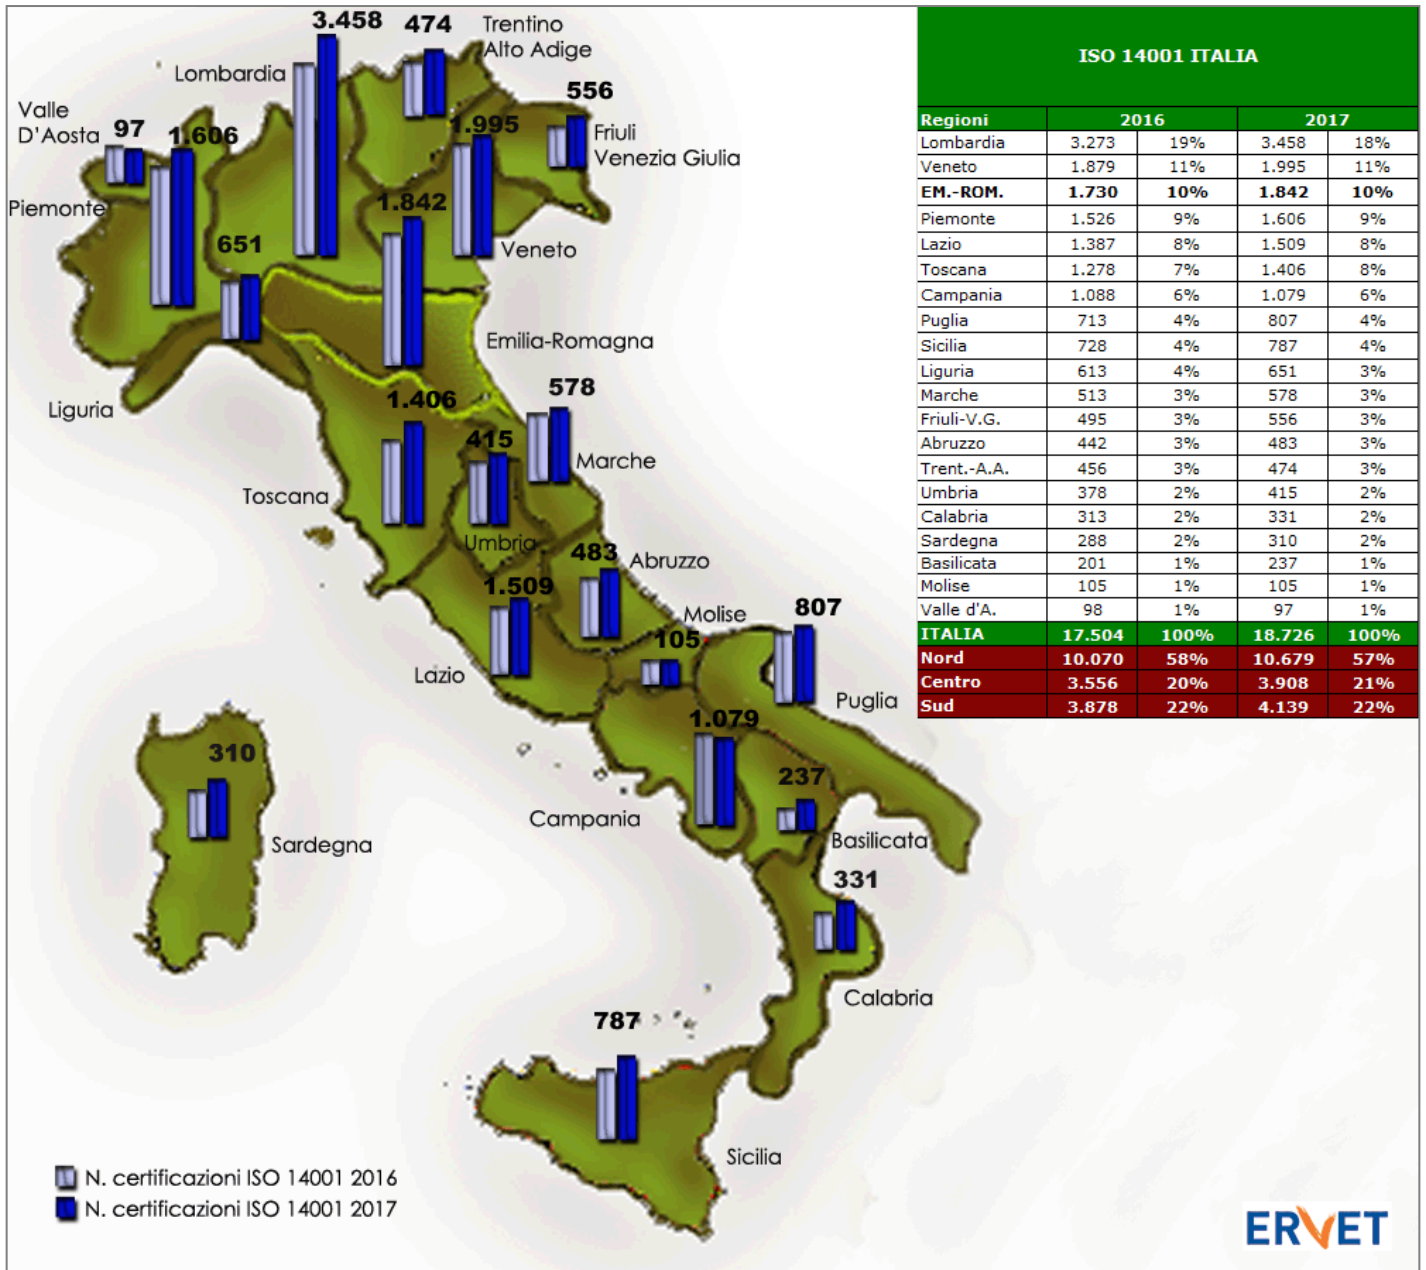 3.458
474
Trentino
Alto Adige
Lombardia
556
Valle
D'Aosta
97
1.606
1.995
Friuli
Venezia Giulia
Piemonte
1.842
651
Veneto
Emilia-Romagna
Liguria
1.406
578
415
Marche
Toscana
Umbria
483
Abruzzo
1.509
Molise
807
105
Lazio
Puglia
1.079
310
237
Campania
Basilicata
Sardegna
331
Calabria
787
Sicilia
N. certificazioni ISO 14001 2016
N. certificazioni ISO 14001 2017
ISO 14001 ITALIA
Regioni 2016 2017
Lombardia 3.273 19% 3.458 18%
Veneto 1.879 11% 1.995 11%
EM.-ROM. 1.730 10% 1.842 10%
Piemonte 1.526 9% 1.606 9%
Lazio 1.387 8% 1.509 8%
Toscana 1.278 7% 1.406 8%
Campania 1.088 6% 1.079 6%
Puglia 713 4% 807 4%
Sicilia 728 4% 787 4%
Liguria 613 4% 651 3%
Marche 513 3% 578 3%
Friuli-V.G. 495 3% 556 3%
Abruzzo 442 3% 483 3%
Trent.-A.A. 456 3% 474 3%
Umbria 378 2% 415 2%
Calabria 313 2% 331 2%
Sardegna 288 2% 310 2%
Basilicata 201 1% 237 1%
Molise 105 1% 105 1%
Valle d'A. 98 1% 97 1%
ITALIA 17.504 100% 18.726 100%
Nord 10.070 58% 10.679 57%
Centro 3.556 20% 3.908 21%
Sud 3.878 22% 4.139 22%
ERVET